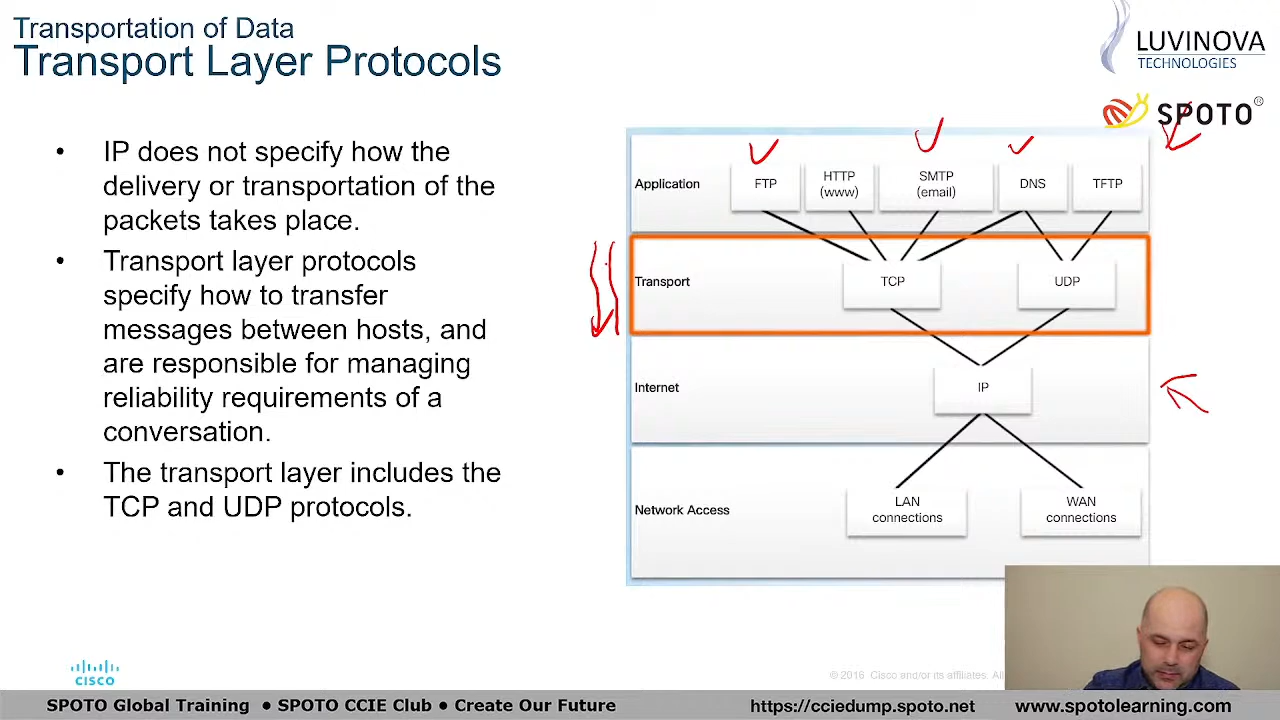 Transportation of Data
Transport Layer Protocols
LUVINOVA
TECHNOLOGIES
SPOTO
®
• IP does not specify how the
delivery or transportation of the
packets takes place.
• Transport layer protocols
specify how to transfer
messages between hosts, and
are responsible for managing
reliability requirements of a
conversation.
• The transport layer includes the
TCP and UDP protocols.
Application
FTP
HTTP
(www)
SMTP
(email)
DNS
TFTP
Transport
TCP
UDP
Internet
IP
Network Access
LAN
connections
WAN
connections
CISCO
© 2016 Cisco and/or its affiliates. All
SPOTO Global Training ● SPOTO CCIE Club ● Create Our Future
https://cciedump.spoto.net
www.spotolearning.com